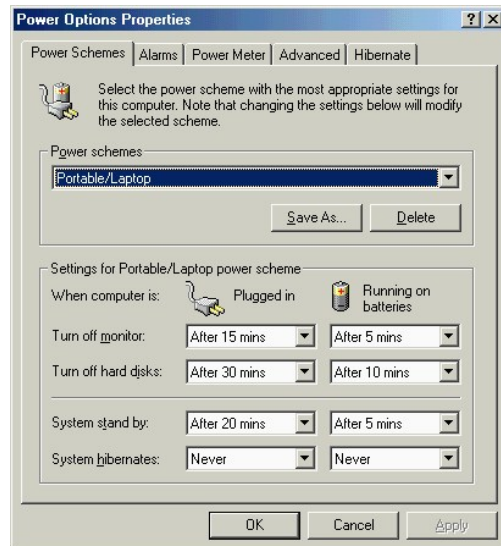 Power Options Properties
Power Schemes Alarms Power Meter Advanced Hibernate
Select the power scheme with the most appropriate settings for
this computer. Note that changing the settings below will modify
the selected scheme.
Power schemes
Portable/Laptop
Save As... Delete
Settings for Portable/Laptop power scheme
When computer is: Plugged in Running on
batteries
Turn off monitor: After 15 mins After 5 mins
Turn off hard disks: After 30 mins After 10 mins
System stand by: After 20 mins After 5 mins
System hibernates: Never Never
OK Cancel Apply